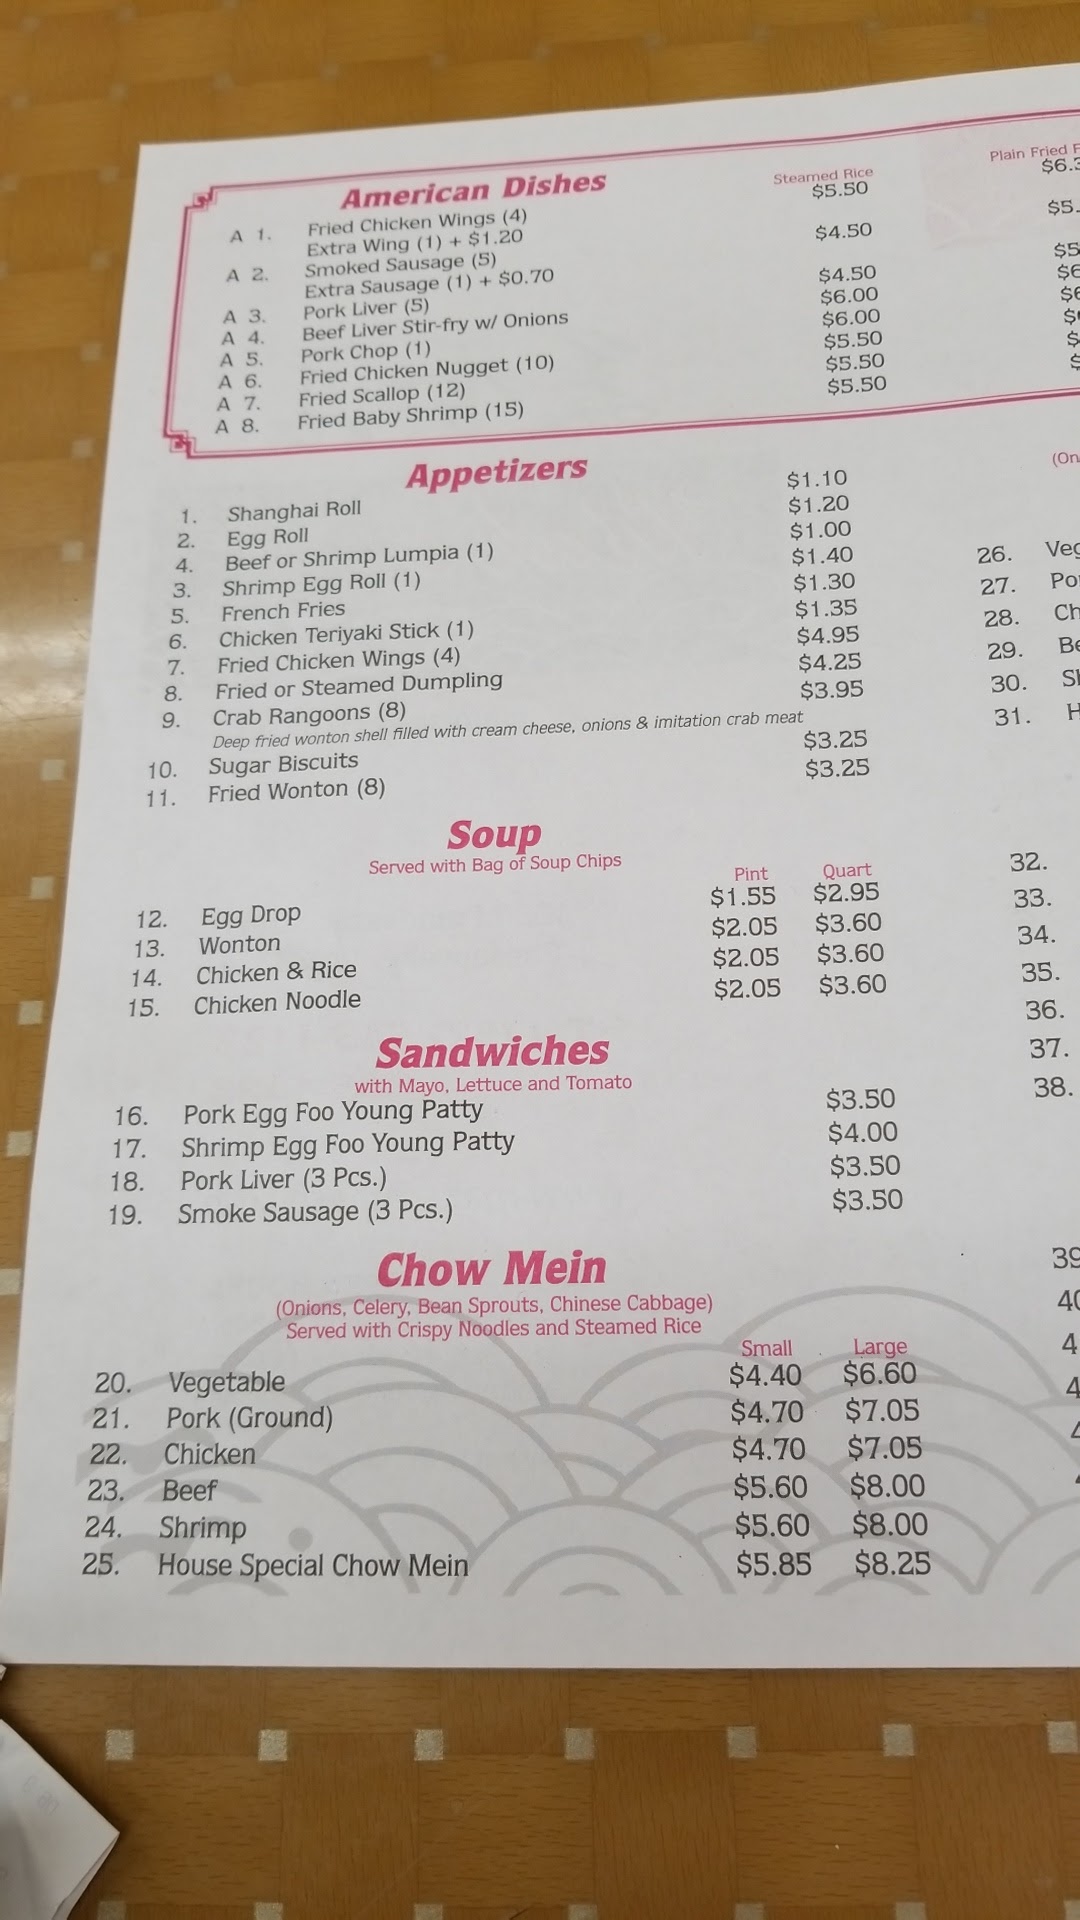 American Dishes
Steamed Rice
Plain Fried
A 1. Fried Chicken Wings (4) $5.50
Extra Wing (1) + $1.20
A 2. Smoked Sausage (5) $4.50
Extra Sausage (1) + $0.70
A 3. Pork Liver (5) $4.50
A 4. Beef Liver Stir-fry w/ Onions $6.00
A 5. Pork Chop (1) $6.00
A 6. Fried Chicken Nugget (10) $5.50
A 7. Fried Scallop (12) $5.50
A 8. Fried Baby Shrimp (15) $5.50
Appetizers
1. Shanghai Roll $1.10
2. Egg Roll $1.20
4. Beef or Shrimp Lumpia (1) $1.00
3. Shrimp Egg Roll (1) $1.40
5. French Fries $1.30
6. Chicken Teriyaki Stick (1) $1.35
7. Fried Chicken Wings (4) $4.95
8. Fried or Steamed Dumpling $4.25
9. Crab Rangoons (8) $3.95
Deep fried wonton shell filled with cream cheese, onions & imitation crab meat
10. Sugar Biscuits $3.25
11. Fried Wonton (8) $3.25
Soup
Served with Bag of Soup Chips
Pint Quart
12. Egg Drop $1.55 $2.95
13. Wonton $2.05 $3.60
14. Chicken & Rice $2.05 $3.60
15. Chicken Noodle $2.05 $3.60
Sandwiches
with Mayo, Lettuce and Tomato
16. Pork Egg Foo Young Patty $3.50
17. Shrimp Egg Foo Young Patty $4.00
18. Pork Liver (3 Pcs.) $3.50
19. Smoke Sausage (3 Pcs.) $3.50
Chow Mein
(Onions, Celery, Bean Sprouts, Chinese Cabbage)
Served with Crispy Noodles and Steamed Rice
Small Large
20. Vegetable $4.40 $6.60
21. Pork (Ground) $4.70 $7.05
22. Chicken $4.70 $7.05
23. Beef $5.60 $8.00
24. Shrimp $5.60 $8.00
25. House Special Chow Mein $5.85 $8.25
26.
27.
28.
29.
30.
31.
32.
33.
34.
35.
36.
37.
38.
39